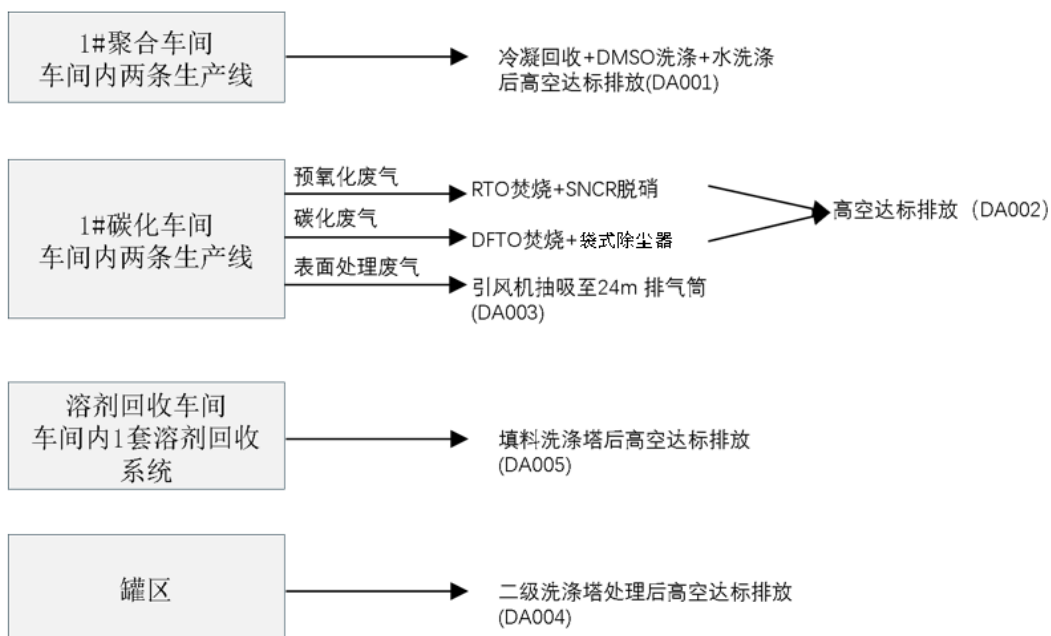 1#聚合车间
车间内两条生产线
冷凝回收+DMSO洗涤+水洗涤
后高空达标排放(DA001)
1#碳化车间
车间内两条生产线
预氧化废气
RTO焚烧+SNCR脱硝
碳化废气
DFTO焚烧+袋式除尘器
高空达标排放（DA002)
表面处理废气
引风机抽吸至24m 排气筒
(DA003)
溶剂回收车间
车间内1套溶剂回收
系统
填料洗涤塔后高空达标排放
(DA005)
罐区
二级洗涤塔处理后高空达标排放
(DA004)